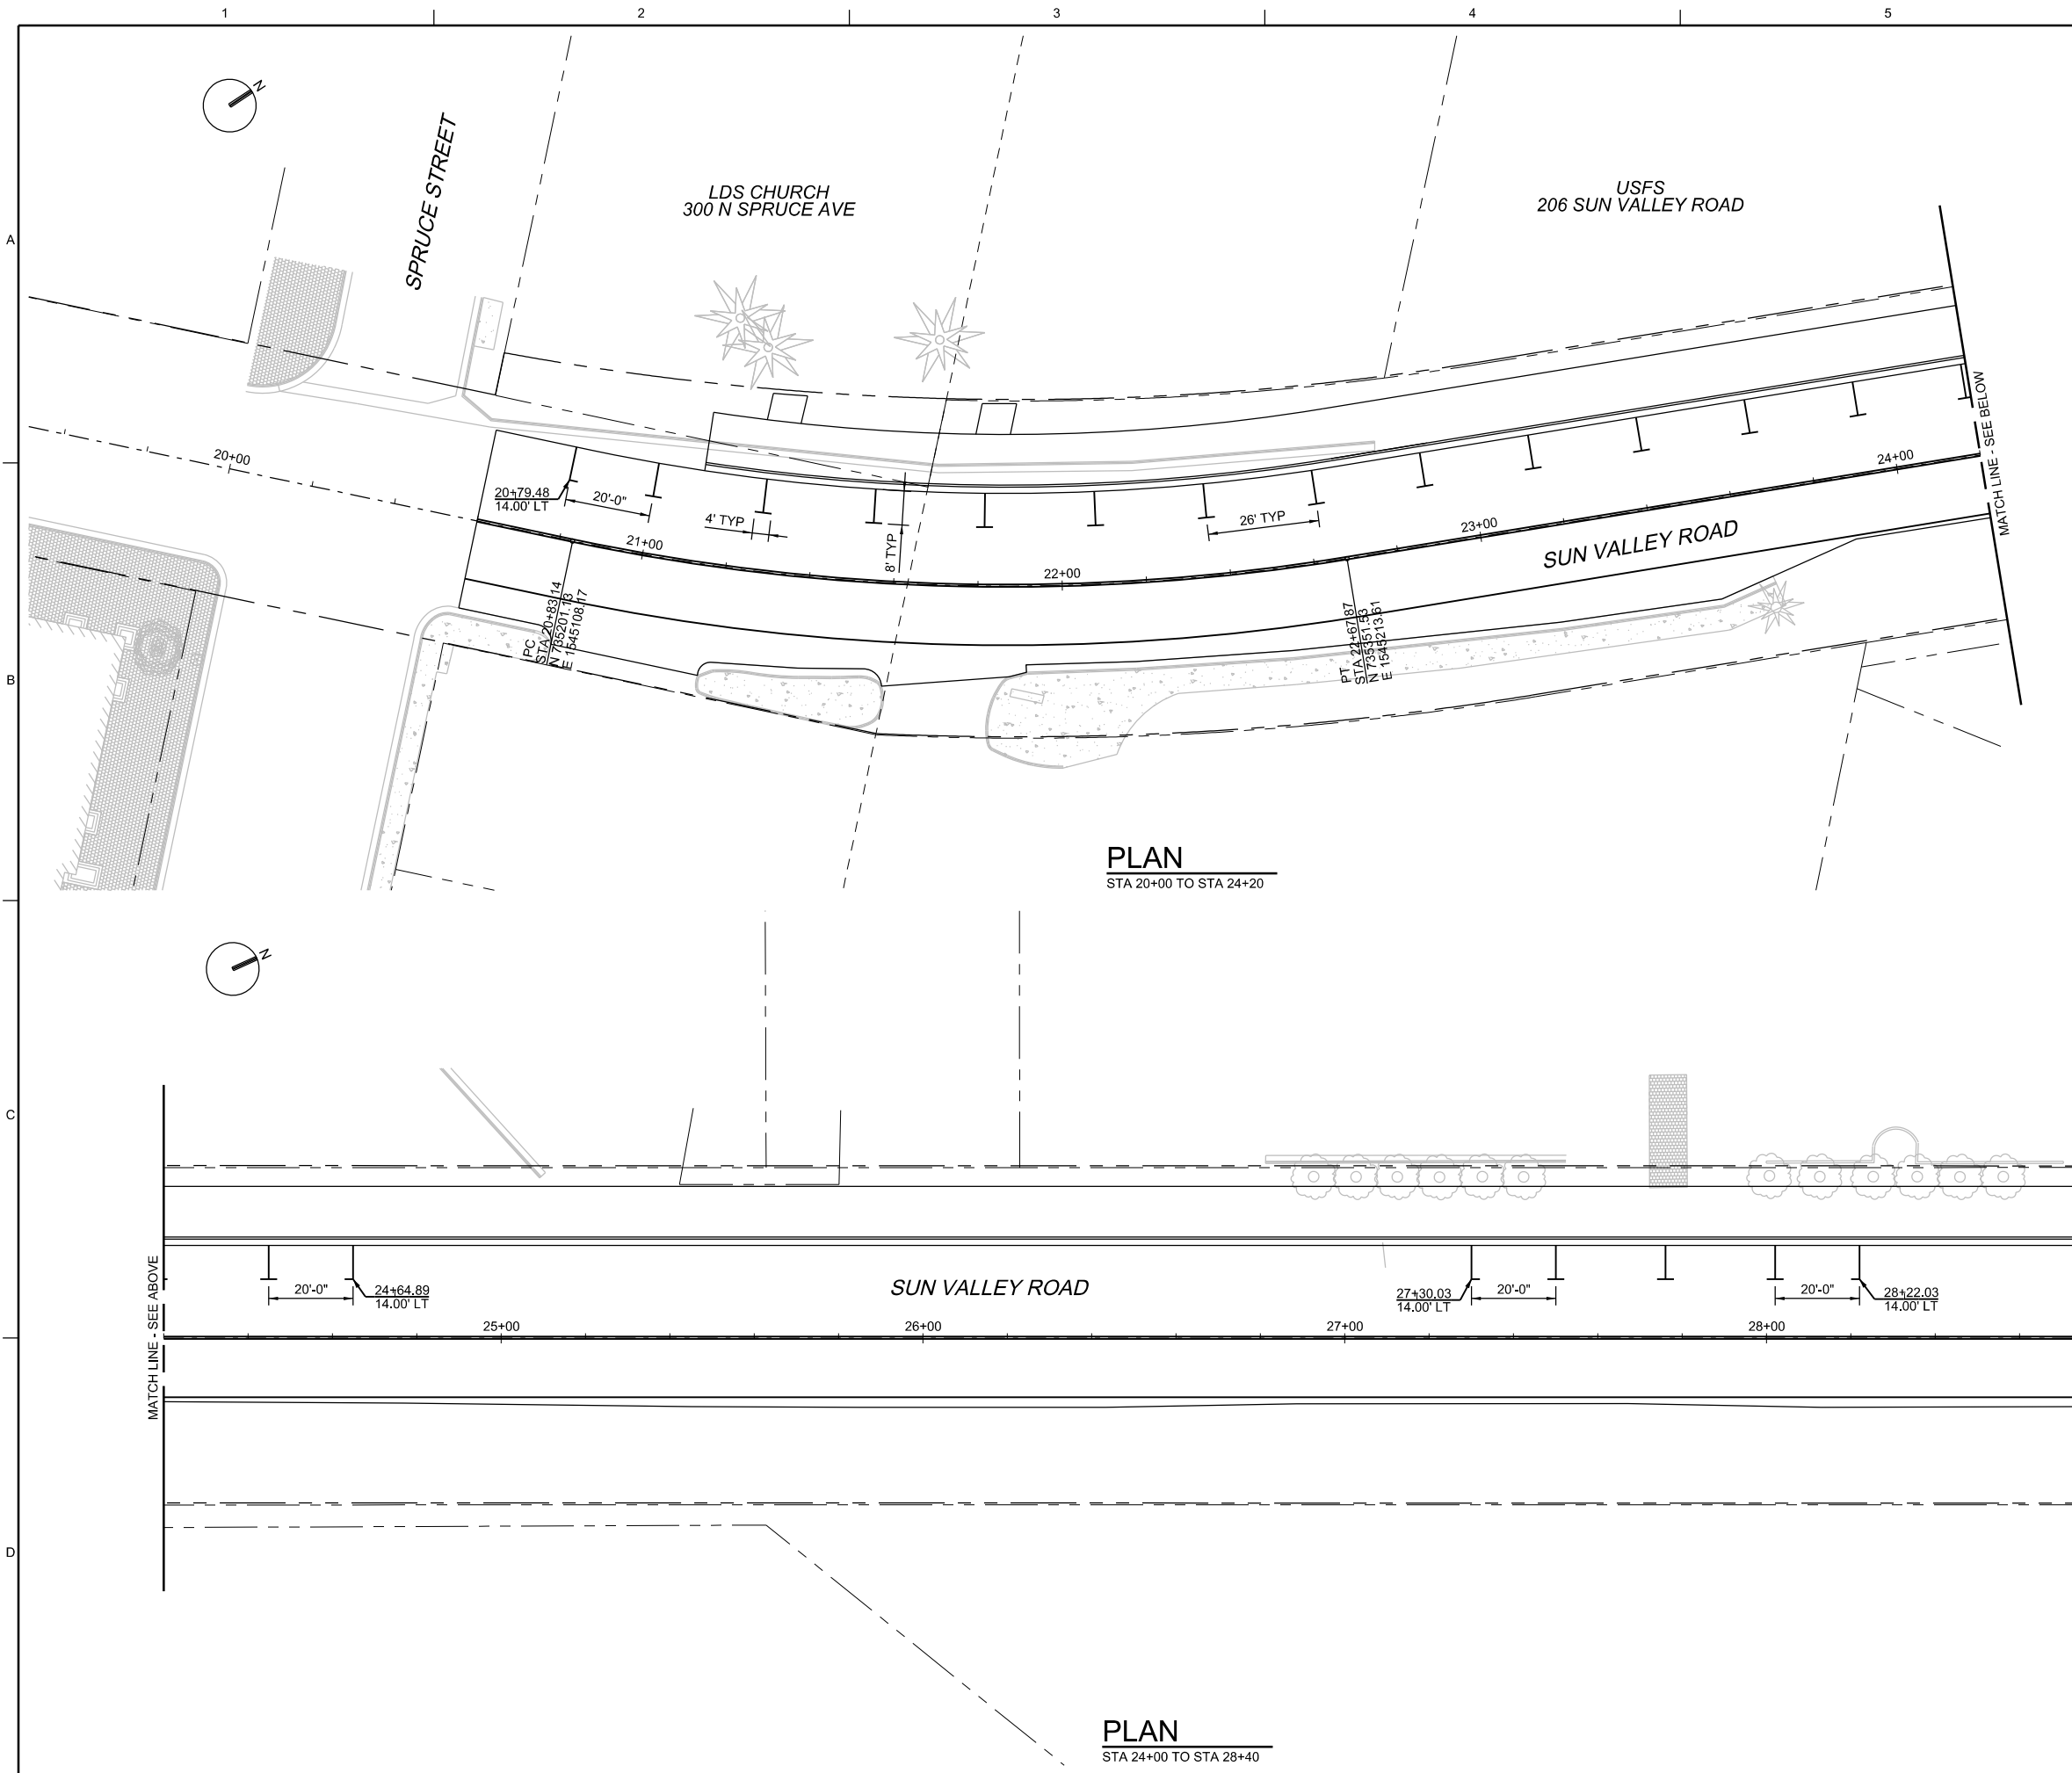 1
2
3
4
5
A
B
C
D
N
SPRUCE STREET
LDS CHURCH
300 N SPRUCE AVE
USFS
206 SUN VALLEY ROAD
20+00
20+79.48
14.00' LT
20'-0"
4' TYP
21+00
8' TYP
22+00
26' TYP
23+00
SUN VALLEY ROAD
24+00
MATCH LINE - SEE BELOW
PC
STA 20+83.14
N 735201.13
E 1545108.17
PT
STA 22+67.87
N 735351.53
E 1545213.61
PLAN
STA 20+00 TO STA 24+20
N
MATCH LINE - SEE ABOVE
20'-0"
24+64.89
14.00' LT
SUN VALLEY ROAD
27+30.03
14.00' LT
20'-0"
20'-0"
28+22.03
14.00' LT
25+00
26+00
27+00
28+00
PLAN
STA 24+00 TO STA 28+40